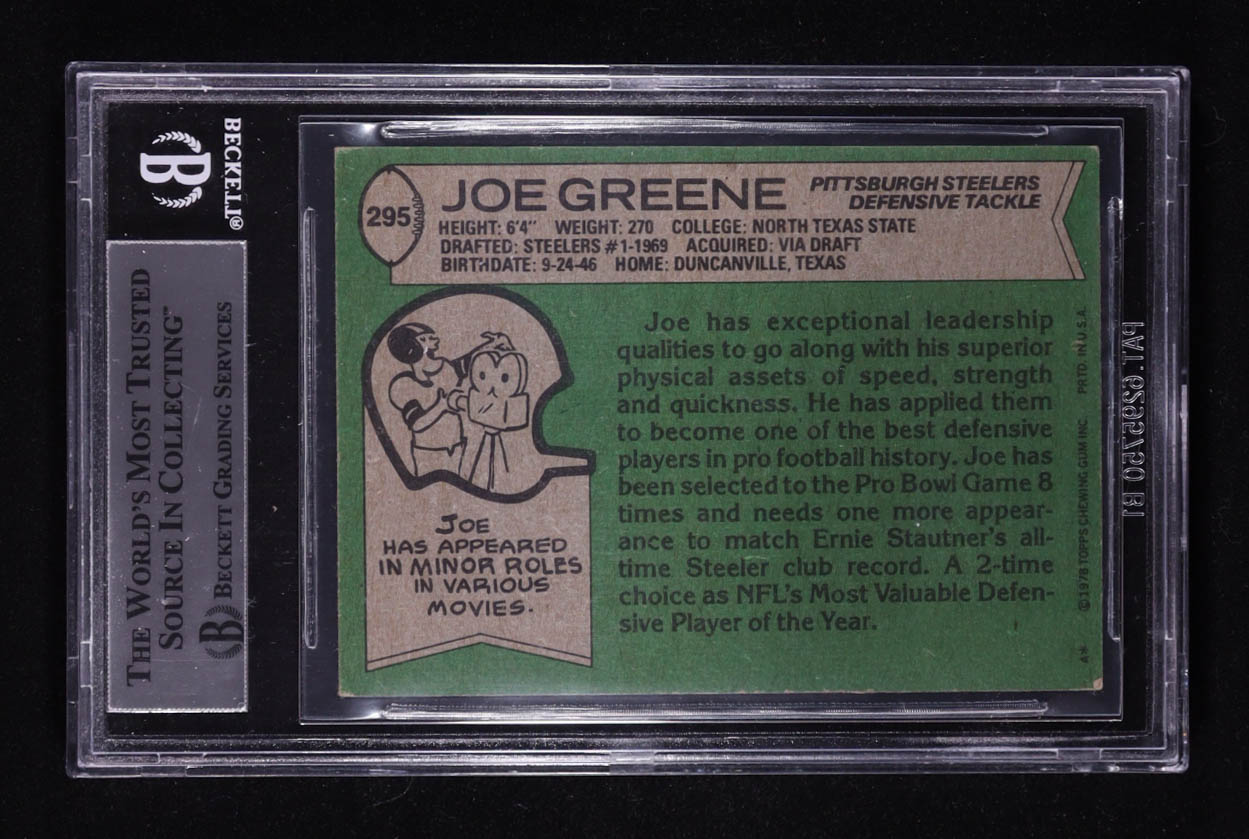 BECKETT®
THE WORLD'S MOST TRUSTED
SOURCE IN COLLECTING™
B BECKETT GRADING SERVICES
B
295
JOE GREENE
PITTSBURGH STEELERS
DEFENSIVE TACKLE
HEIGHT: 6'4" WEIGHT: 270 COLLEGE: NORTH TEXAS STATE
DRAFTED: STEELERS #1-1969 ACQUIRED: VIA DRAFT
BIRTHDATE: 9-24-46 HOME: DUNCANVILLE, TEXAS
JOE
HAS APPEARED
IN MINOR ROLES
IN VARIOUS
MOVIES.
Joe has exceptional leadership
qualities to go along with his superior
physical assets of speed, strength
and quickness. He has applied them
to become one of the best defensive
players in pro football history. Joe has
been selected to the Pro Bowl Game 8
times and needs one more appear-
ance to match Ernie Stautner's all-
time Steeler club record. A 2-time
choice as NFL's Most Valuable Defen-
sive Player of the Year.
A* ©1978 TOPPS CHEWING GUM INC. PRTD. IN U.S.A.
PAT. 6295750 B1